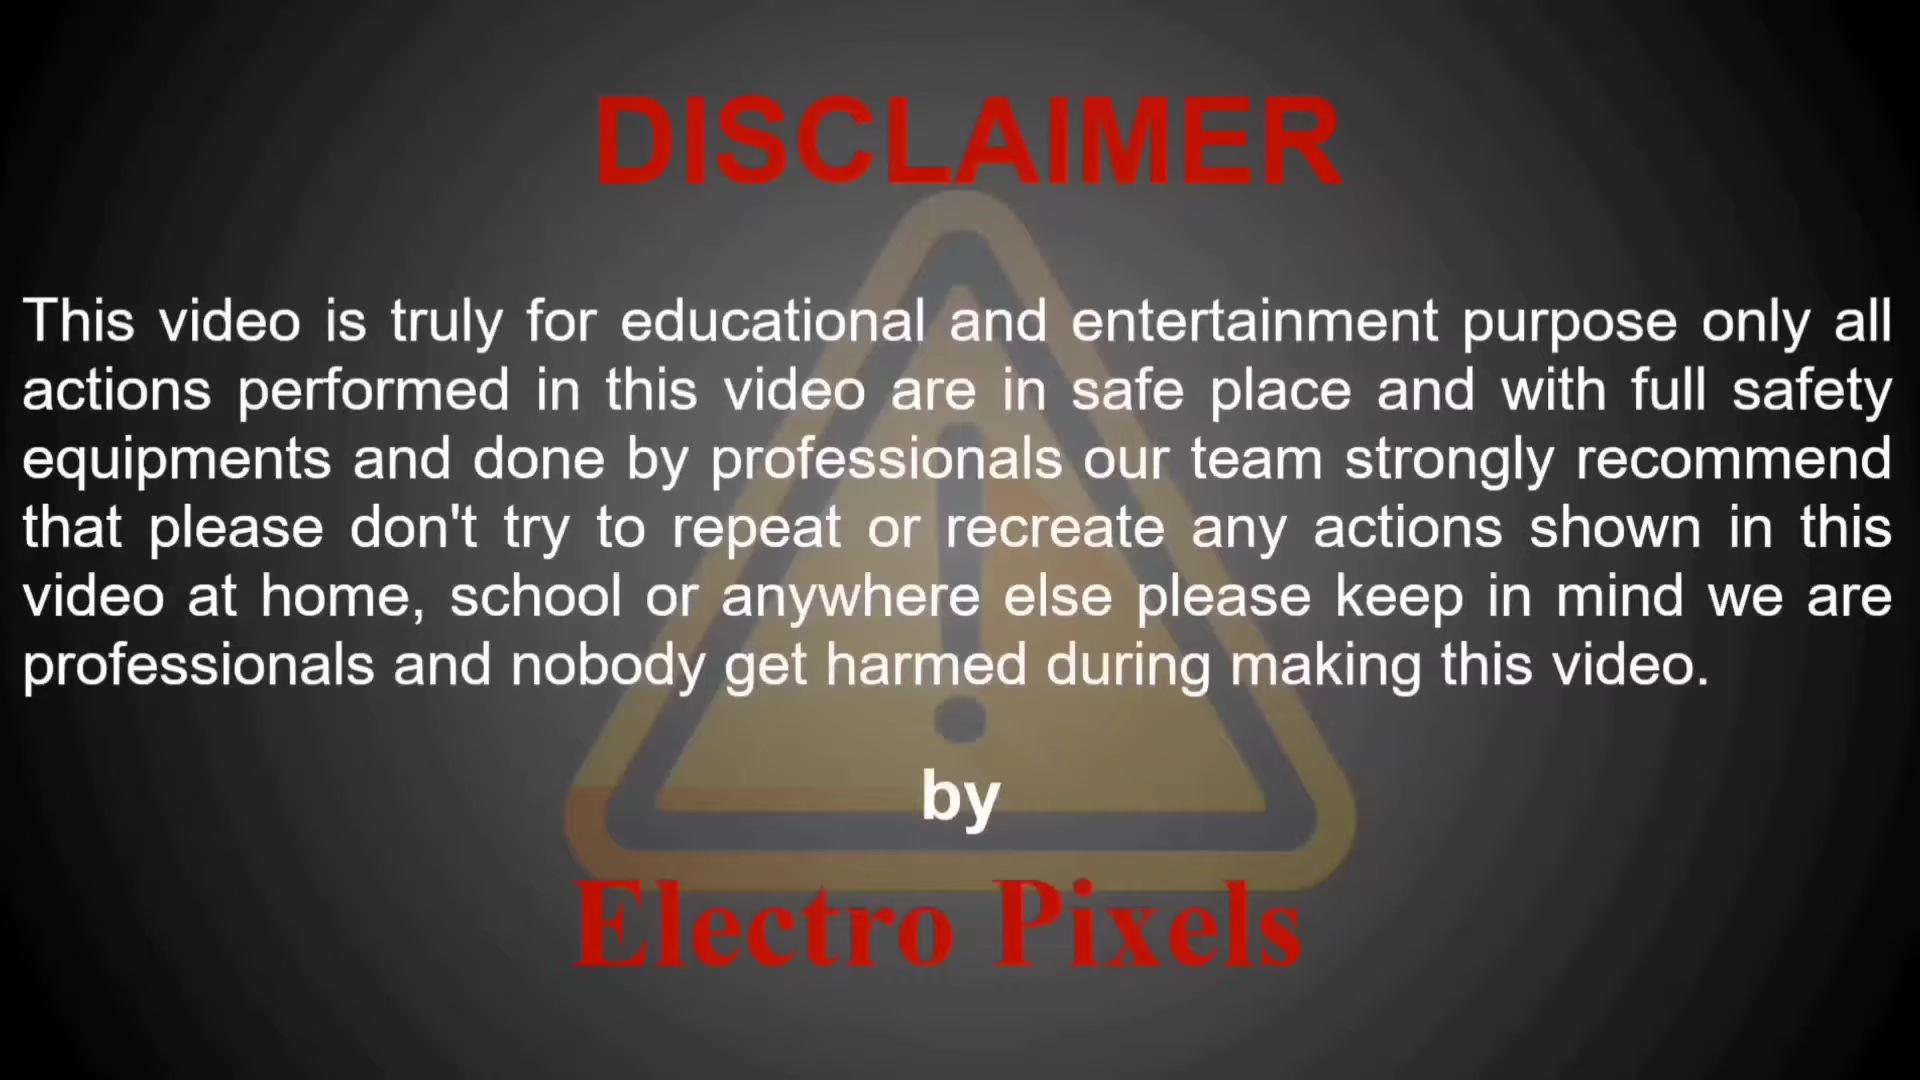 DISCLAIMER
This video is truly for educational and entertainment purpose only all
actions performed in this video are in safe place and with full safety
equipments and done by professionals our team strongly recommend
that please don't try to repeat or recreate any actions shown in this
video at home, school or anywhere else please keep in mind we are
professionals and nobody get harmed during making this video.
by
Electro Pixels